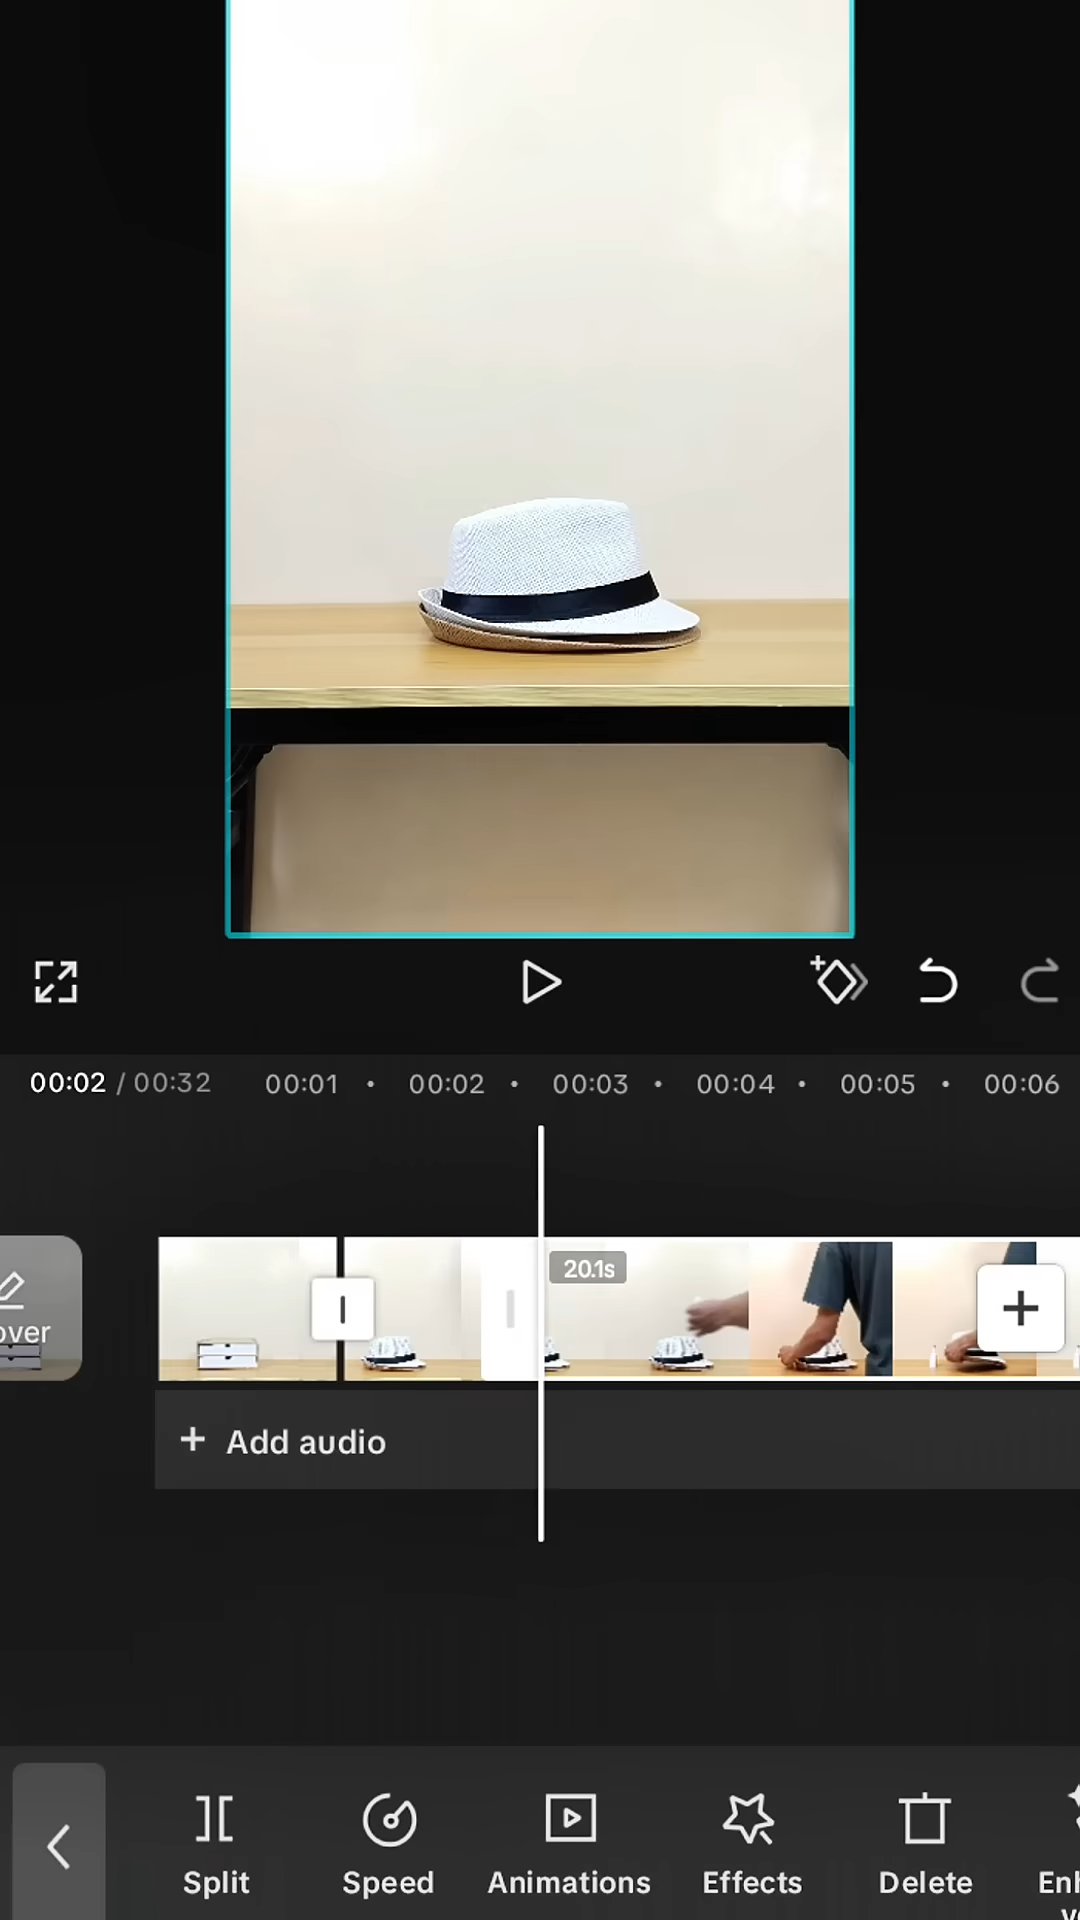 00:02 / 00:32 00:01 • 00:02 • 00:03 • 00:04 • 00:05 • 00:06
20.1s
over
+ Add audio
Split Speed Animations Effects Delete Enh